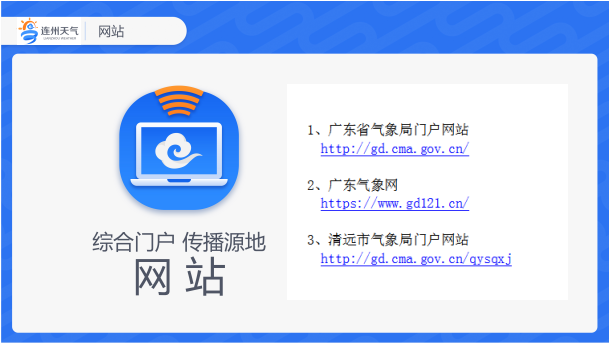 连州天气
LIANZHOU WEATHER
网站
综合门户 传播源地
网 站
1、广东省气象局门户网站
http://gd.cma.gov.cn/
2、广东气象网
https://www.gd121.cn/
3、清远市气象局门户网站
http://gd.cma.gov.cn/qysqxj